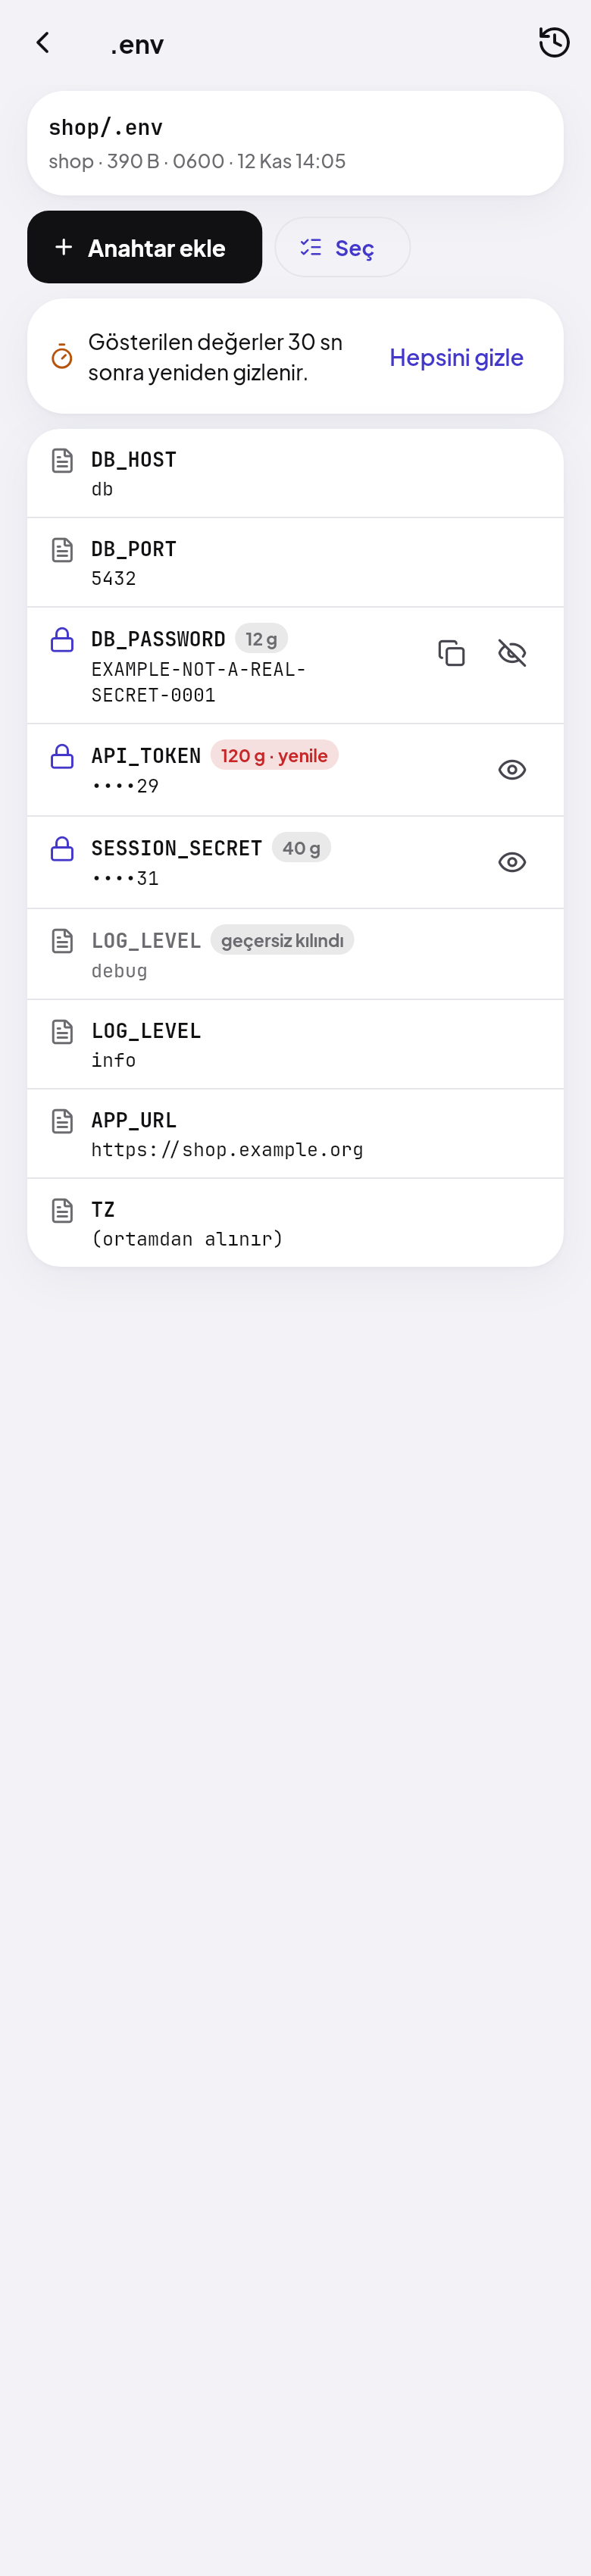 .env
shop/.env
shop · 390 B · 0600 · 12 Kas 14:05
Anahtar ekle
Seç
Gösterilen değerler 30 sn
sonra yeniden gizlenir.
Hepsini gizle
DB_HOST
db
DB_PORT
5432
DB_PASSWORD 12 g
EXAMPLE-NOT-A-REAL-
SECRET-0001
API_TOKEN 120 g · yenile
••••29
SESSION_SECRET 40 g
••••31
LOG_LEVEL geçersiz kılındı
debug
LOG_LEVEL
info
APP_URL
https://shop.example.org
TZ
(ortamdan alınır)